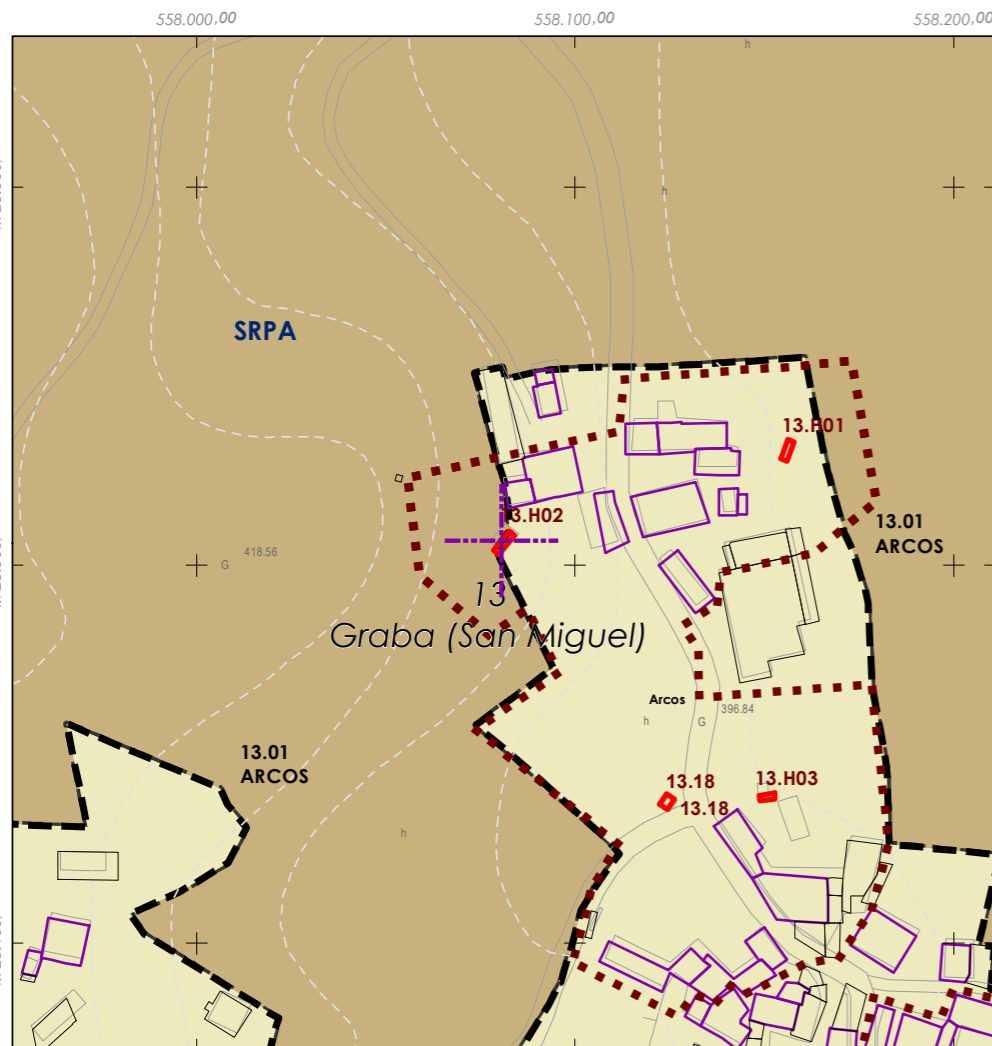 558.000,00
558.100,00
558.200,00
h
h
SRPA
13.H01
3.H02
13.01
ARCOS
418.56
G
13
Graba (San Miguel)
Arcos
396.84
h
G
13.01
ARCOS
13.18
13.H03
13.18
h